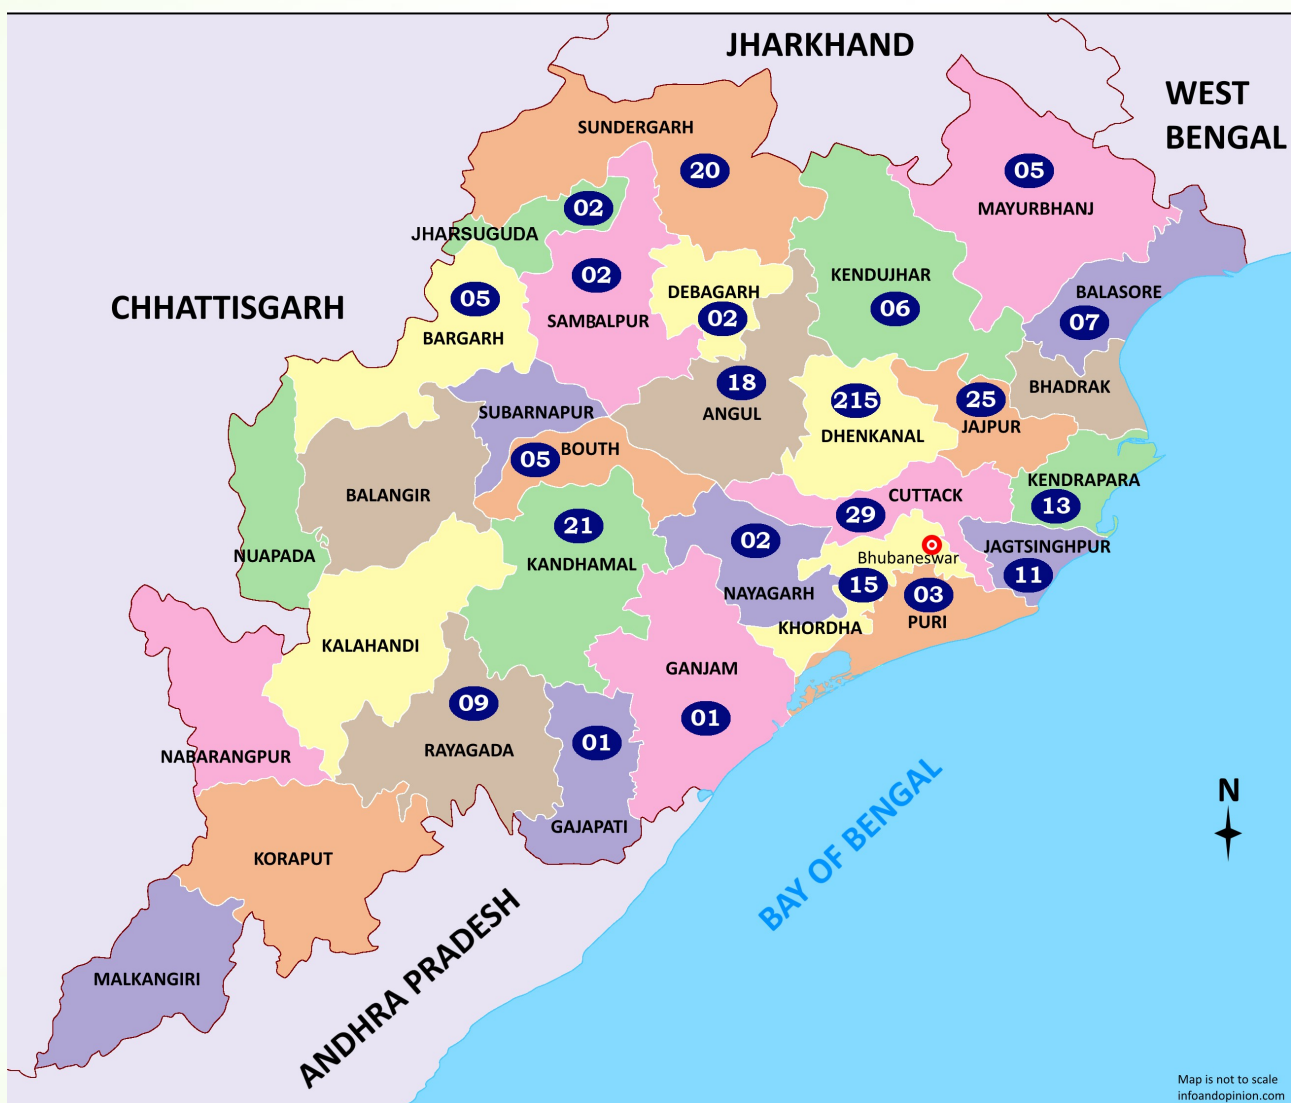 JHARKHAND
WEST
BENGAL
SUNDERGARH
20
05
MAYURBHANJ
02
JHARSUGUDA
CHHATTISGARH
05
BARGARH
02
SAMBALPUR
DEBAGARH
02
KENDUJHAR
06
BALASORE
07
BHADRAK
SUBARNAPUR
18
ANGUL
215
DHENKANAL
25
JAJPUR
05
BOUTH
BALANGIR
NUAPADA
21
KANDHAMAL
CUTTACK
29
KENDRAPARA
13
02
NAYAGARH
Bhubaneswar
15
KHORDHA
03
PURI
JAGTSINGHPUR
11
KALAHANDI
GANJAM
01
09
RAYAGADA
01
GAJAPATI
NABARANGPUR
KORAPUT
MALKANGIRI
ANDHRA PRADESH
BAY OF BENGAL
N
Map is not to scale
infoandopinion.com